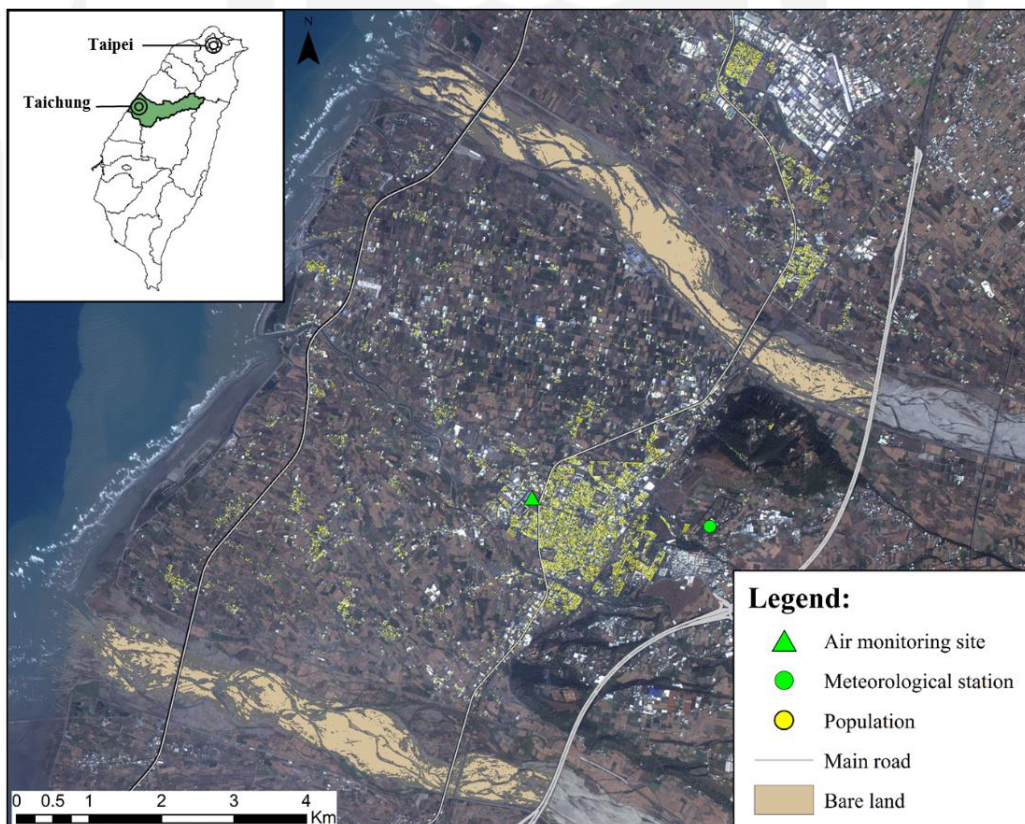 Taipei
Taichung
N
Legend:
Air monitoring site
Meteorological station
Population
Main road
Bare land
0 0.5 1 2 3 4
Km